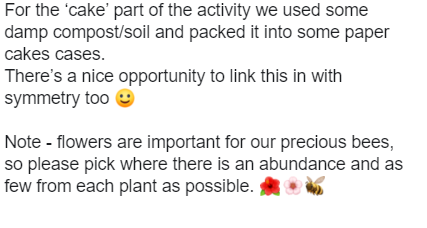 For the ‘cake’ part of the activity we used some
damp compost/soil and packed it into some paper
cakes cases.
There’s a nice opportunity to link this in with
symmetry too 🙂
Note - flowers are important for our precious bees,
so please pick where there is an abundance and as
few from each plant as possible. 🌺🌸🐝